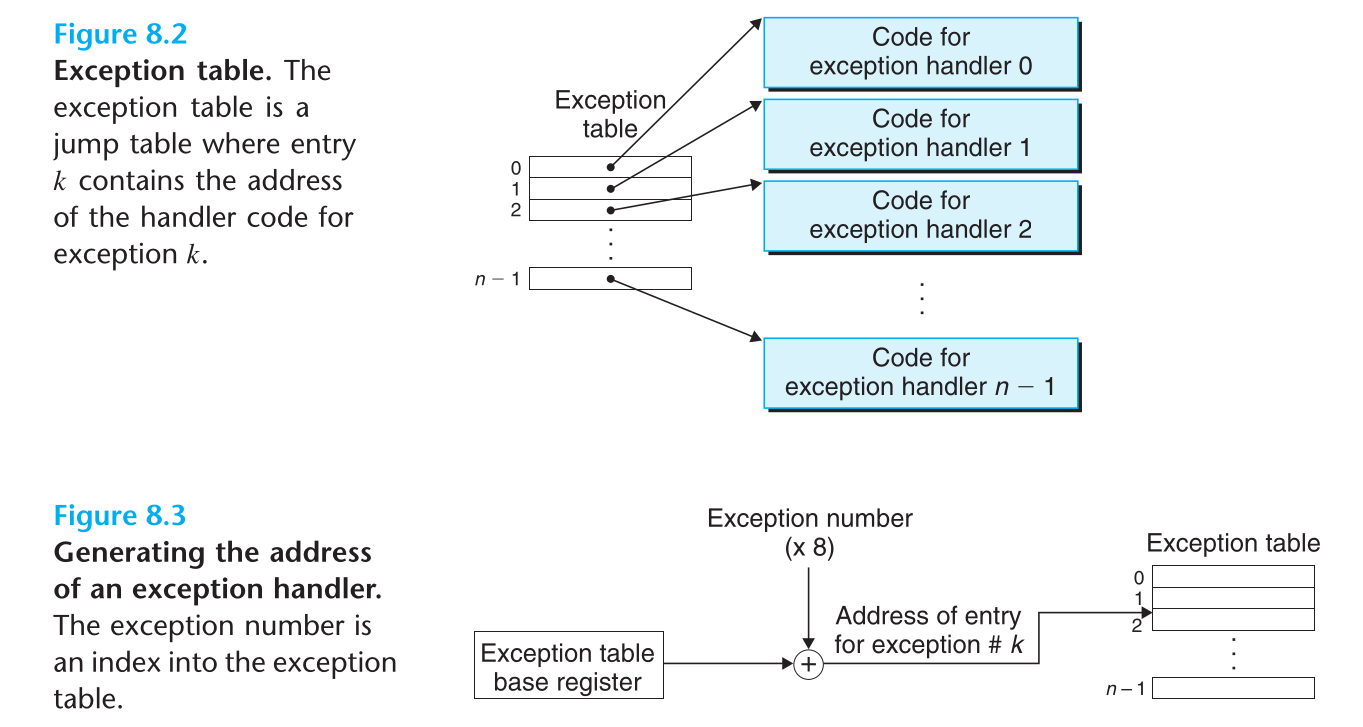 Figure 8.2
Exception table. The
exception table is a
jump table where entry
k contains the address
of the handler code for
exception k.
Exception
table
0
1
2
n − 1
Code for
exception handler 0
Code for
exception handler 1
Code for
exception handler 2
Code for
exception handler n − 1
Figure 8.3
Generating the address
of an exception handler.
The exception number is
an index into the exception
table.
Exception number
(x 8)
Exception table
base register
+
Address of entry
for exception # k
Exception table
0
1
2
n – 1